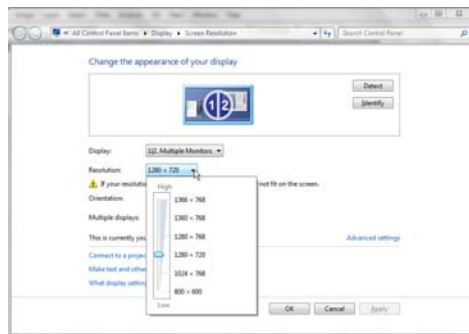 All Control Panel Items ▸ Display ▸ Screen Resolution
Search Control Panel
Change the appearance of your display
Detect
Identify
1|2
Display: 1|2. Multiple Monitors
Resolution: 1280 × 720
If your resolution
not fit on the screen.
High
Orientation:
1366 × 768
1360 × 768
Multiple displays:
1280 × 768
This is currently
Advanced settings
1280 × 720
Connect to a
Make text and other
1024 × 768
What display
800 × 600
Low
OK Cancel Apply